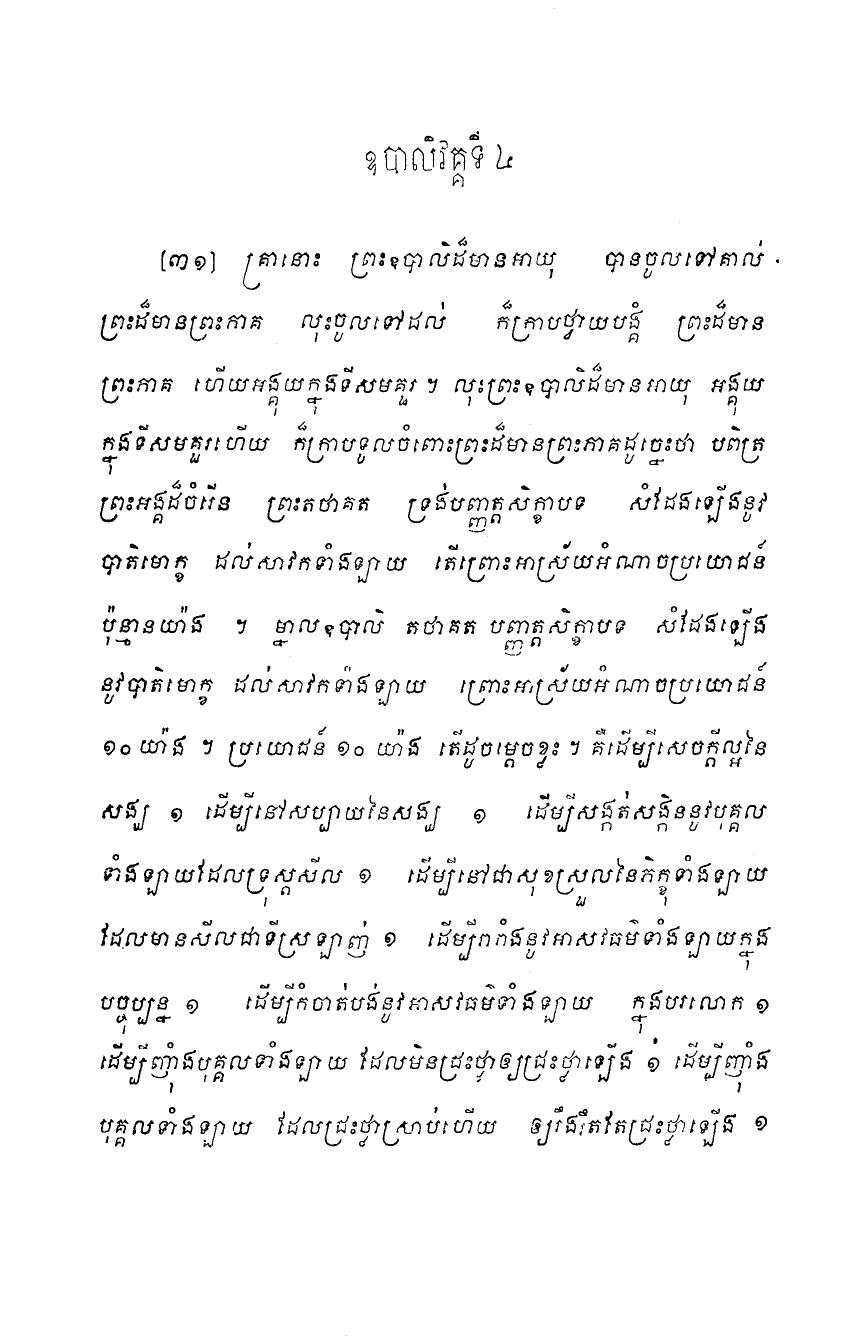 ឧបាលិវគ្គទី ៤
[៣១] គ្រានោះ ព្រះឧបាលិដ៏មានអាយុ បានចូលទៅគាល់
ព្រះដ៏មានព្រះភាគ លុះចូលទៅដល់ ក៏ក្រាបថ្វាយបង្គំ ព្រះដ៏មាន
ព្រះភាគ ហើយអង្គុយក្នុងទីសមគួរ ។ លុះព្រះឧបាលិដ៏មានអាយុ អង្គុយ
ក្នុងទីសមគួរហើយ ក៏ក្រាបទូលចំពោះព្រះដ៏មានព្រះភាគដូច្នេះថា បពិត្រ
ព្រះអង្គដ៏ចំរើន ព្រះតថាគត ទ្រង់បញ្ញត្តសិក្ខាបទ សំដែងឡើងនូវ
បាតិមោក្ខ ដល់សាវកទាំងឡាយ តើព្រោះអាស្រ័យអំណាចប្រយោជន៍
ប៉ុន្មានយ៉ាង ។ ម្នាលឧបាលិ តថាគត បញ្ញត្តសិក្ខាបទ សំដែងឡើង
នូវបាតិមោក្ខ ដល់សាវកទាំងឡាយ ព្រោះអាស្រ័យអំណាចប្រយោជន៍
១០ យ៉ាង ។ ប្រយោជន៍ ១០ យ៉ាង តើដូចម្តេចខ្លះ ។ គឺដើម្បីសេចក្តីល្អនៃ
សង្ឃ ១ ដើម្បីនៅសប្បាយនៃសង្ឃ ១ ដើម្បីសង្កត់សង្កិននូវបុគ្គល
ទាំងឡាយដែលទ្រុស្តសីល ១ ដើម្បីនៅជាសុខស្រួលនៃភិក្ខុទាំងឡាយ
ដែលមានសីលជាទីស្រឡាញ់ ១ ដើម្បីរារាំងនូវអាសវធម៌ទាំងឡាយក្នុង
បច្ចុប្បន្ន ១ ដើម្បីកំចាត់បង់នូវអាសវធម៌ទាំងឡាយ ក្នុងបរលោក ១
ដើម្បីញុ៉ាំងបុគ្គលទាំងឡាយ ដែលមិនជ្រះថ្លាឲ្យជ្រះថ្លាឡើង ១ ដើម្បីញុ៉ាំង
បុគ្គលទាំងឡាយ ដែលជ្រះថ្លាស្រាប់ហើយ ឲ្យរឹងរឹតតែជ្រះថ្លាឡើង ១